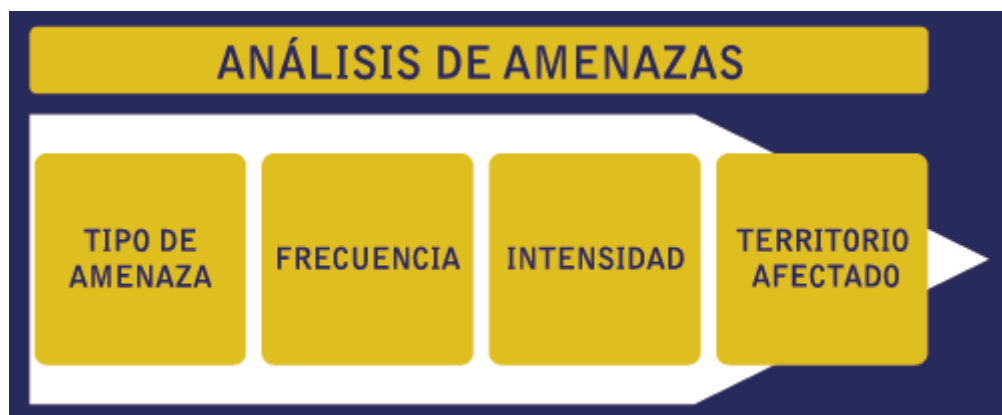 ANÁLISIS DE AMENAZAS
TIPO DE
AMENAZA
FRECUENCIA
INTENSIDAD
TERRITORIO
AFECTADO